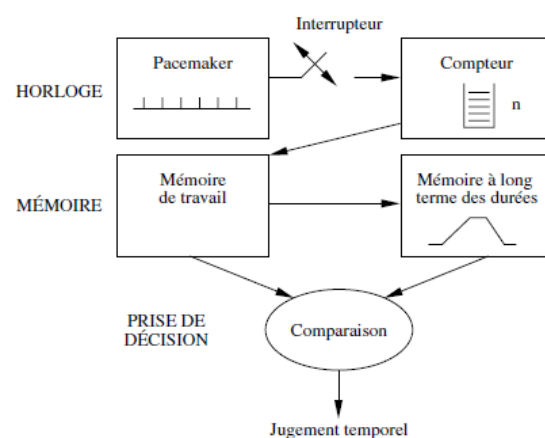 Interrupteur
Pacemaker
Compteur
HORLOGE
n
Mémoire
de travail
Mémoire à long
terme des durées
MÉMOIRE
PRISE DE
DÉCISION
Comparaison
Jugement temporel